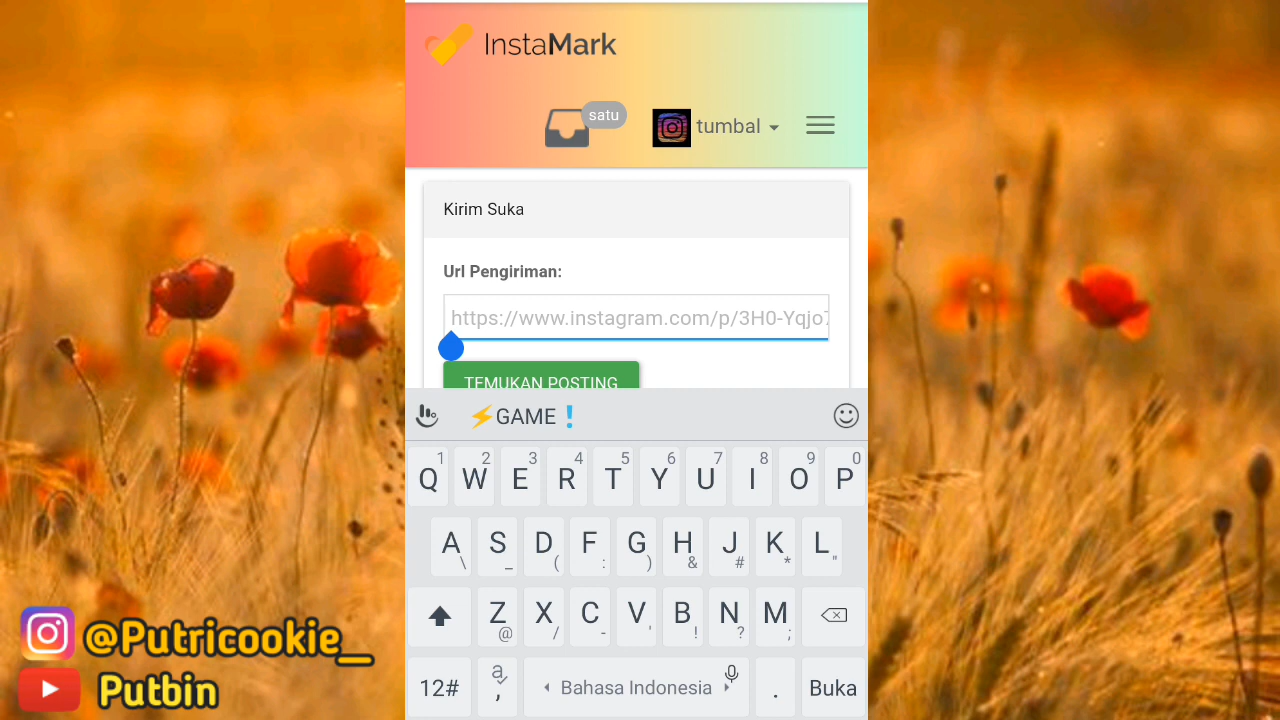 InstaMark
satu
tumbal
Kirim Suka
Url Pengiriman:
https://www.instagram.com/p/3H0-Yqjo
TEMUKAN POSTING
⚡GAME❗
1 2 3 4 5 6 7 8 9 0
Q W E R T Y U I O P
A S D F G H J K L
\ _ ( : ) & # * "
Z X C V B N M
@ / - ' ! ? ;
12# a , Bahasa Indonesia . Buka
@Putricookie_
Putbin